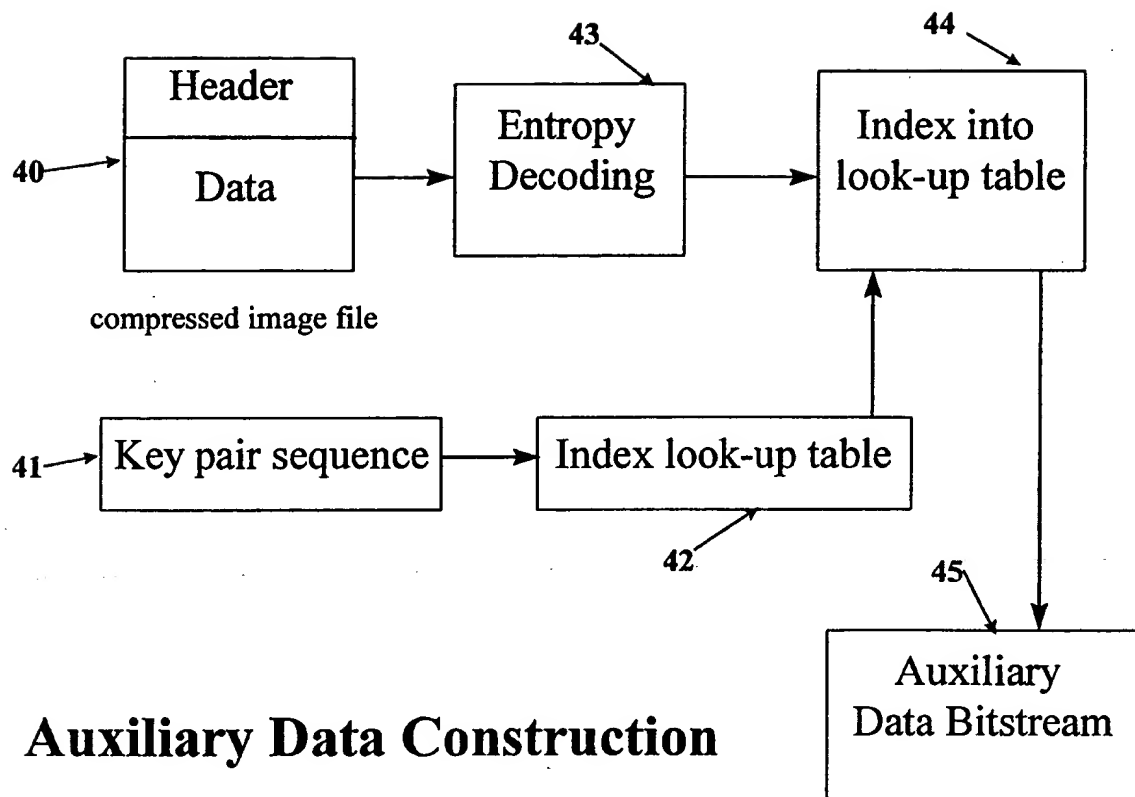 43
44
Header
Entropy
Decoding
Index into
look-up table
40
Data
compressed image file
41
Key pair sequence
Index look-up table
42
45
Auxiliary
Data Bitstream
Auxiliary Data Construction